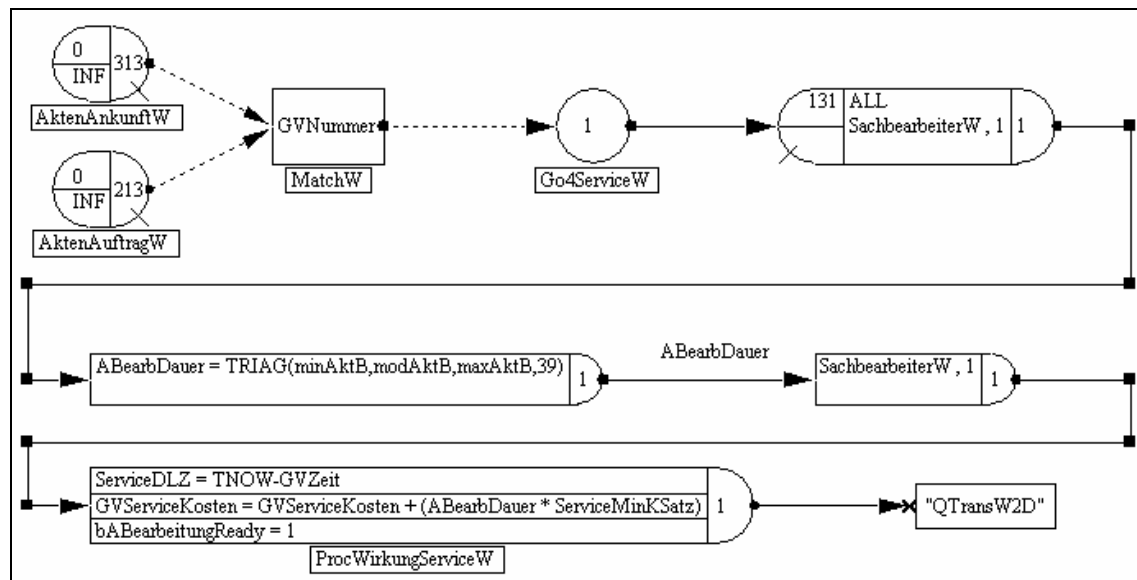 0
INF
313
AktenAnkunftW
0
INF
213
AktenAuftragW
GVNummer
MatchW
1
Go4ServiceW
131
ALL
SachbearbeiterW , 1
1
ABearbDauer = TRIAG(minAktB,modAktB,maxAktB,39)
1
ABearbDauer
SachbearbeiterW , 1
1
ServiceDLZ = TNOW-GVZeit
GVServiceKosten = GVServiceKosten + (ABearbDauer * ServiceMinKSatz)
bABearbeitungReady = 1
1
ProcWirkungServiceW
"QTransW2D"